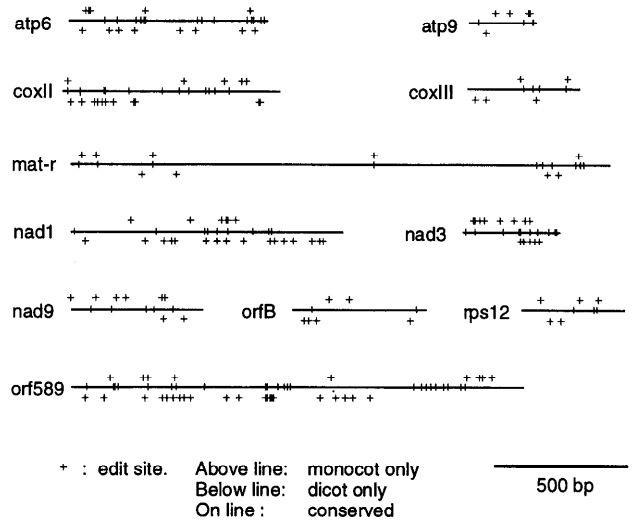 atp6 atp9
coxII coxIII
mat-r
nad1 nad3
nad9 orfB rps12
orf589
+ : edit site. Above line: monocot only
Below line: dicot only
On line : conserved
500 bp